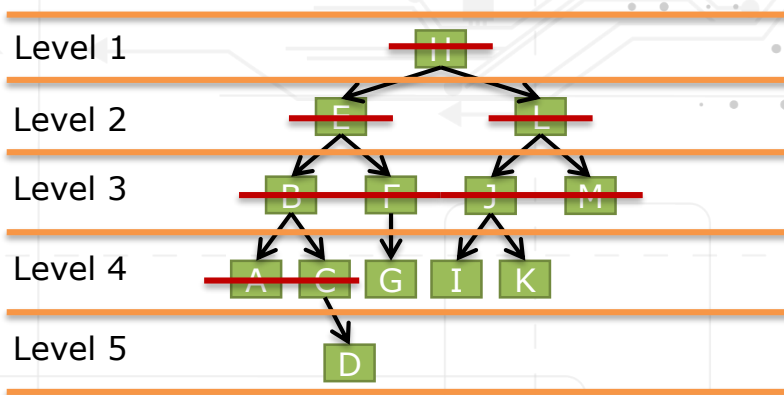 Level 1
H
Level 2
E L
Level 3
B F J M
Level 4
A C G I K
Level 5
D